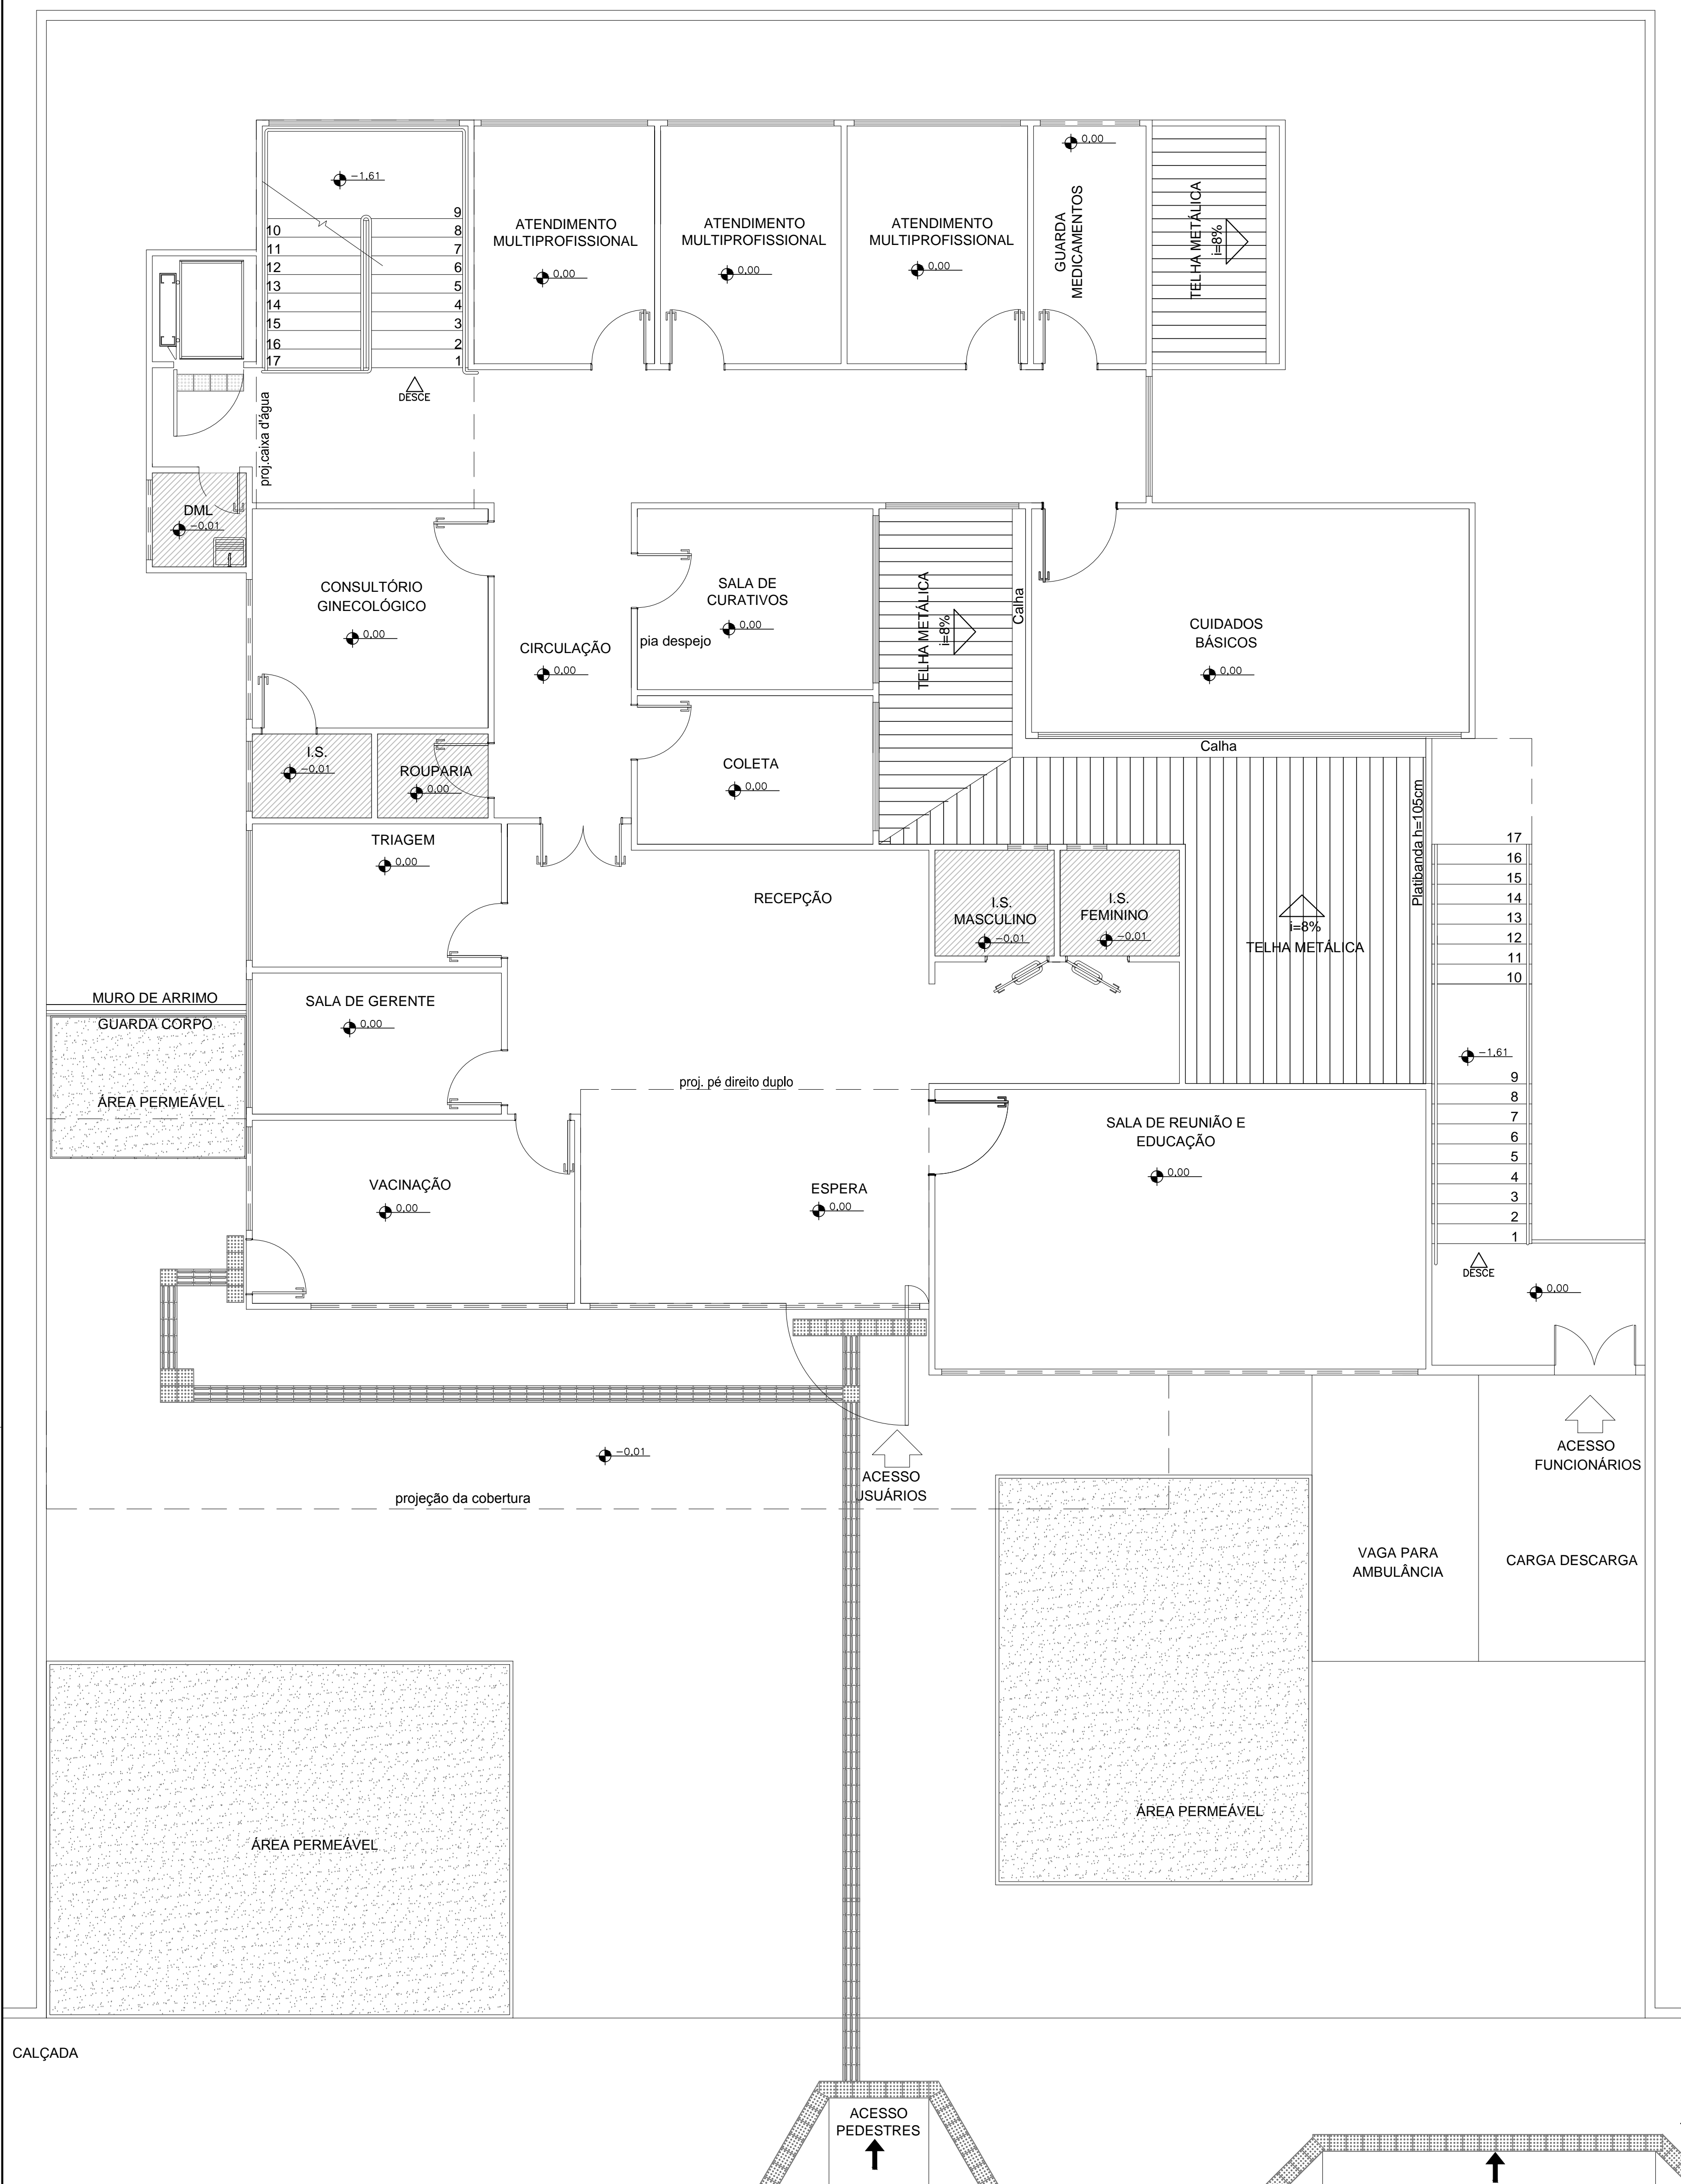 0.00
-1.61
ATENDIMENTO
MULTIPROFISSIONAL
0.00
ATENDIMENTO
MULTIPROFISSIONAL
0.00
ATENDIMENTO
MULTIPROFISSIONAL
0.00
GUARDA
MEDICAMENTOS
TELHA METÁLICA
i=8%
9
10
8
11
7
12
6
13
5
14
4
15
3
16
2
17
1
DESCE
proj.caixa d'água
DML
-0.01
CONSULTÓRIO
GINECOLÓGICO
0.00
CIRCULAÇÃO
0.00
SALA DE
CURATIVOS
0.00
pia despejo
TELHA METÁLICA
i=8%
Calha
CUIDADOS
BÁSICOS
0.00
Calha
I.S.
-0.01
ROUPARIA
0.00
COLETA
0.00
Platibanda h=105cm
TRIAGEM
0.00
RECEPÇÃO
I.S.
MASCULINO
-0.01
I.S.
FEMININO
-0.01
i=8%
TELHA METÁLICA
17
16
15
14
13
12
11
10
-1.61
9
8
7
6
5
4
3
2
1
DESCE
0.00
MURO DE ARRIMO
GUARDA CORPO
ÁREA PERMEÁVEL
SALA DE GERENTE
0.00
proj. pé direito duplo
SALA DE REUNIÃO E
EDUCAÇÃO
0.00
VACINAÇÃO
0.00
ESPERA
0.00
-0.01
ACESSO
USUÁRIOS
projeção da cobertura
ACESSO
FUNCIONÁRIOS
VAGA PARA
AMBULÂNCIA
CARGA DESCARGA
ÁREA PERMEÁVEL
ÁREA PERMEÁVEL
CALÇADA
ACESSO
PEDESTRES